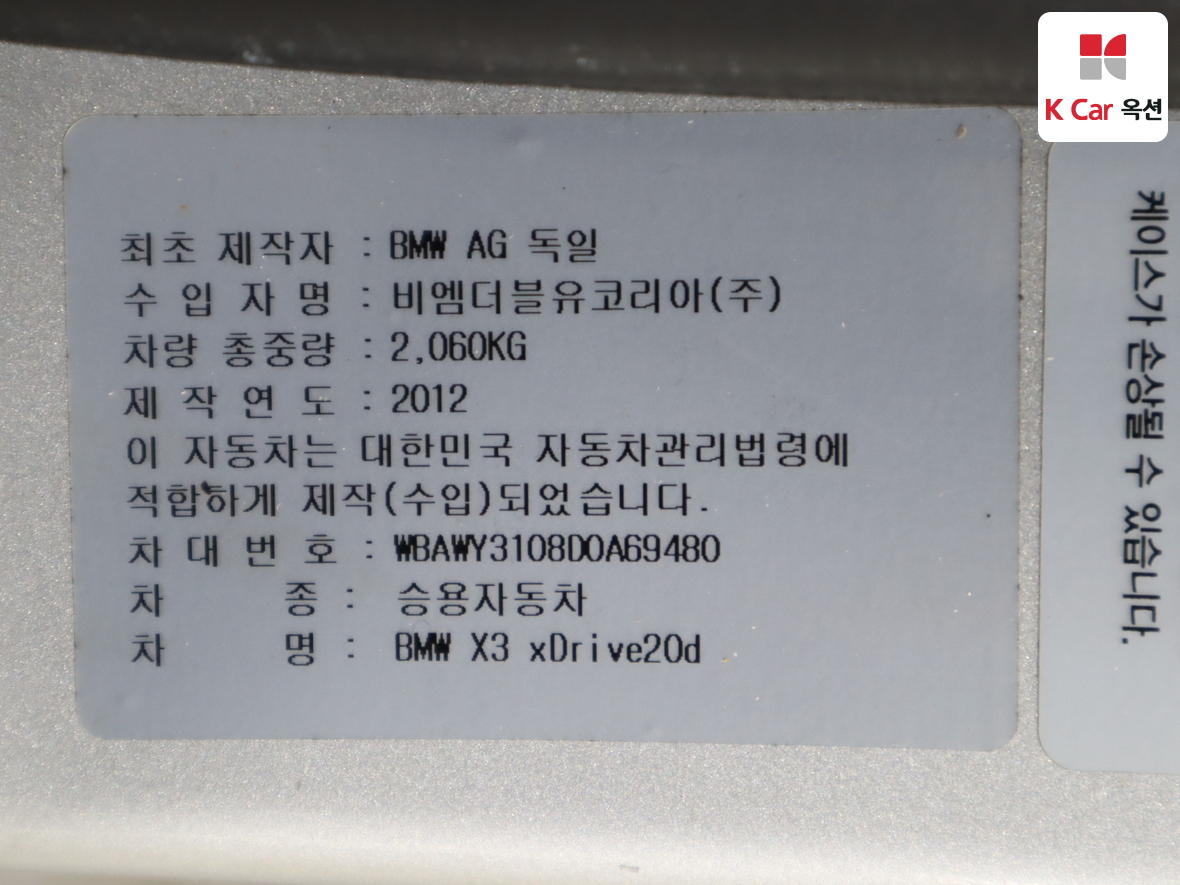 K Car 옥션
최초 제작자 : BMW AG 독일
수 입 자 명 : 비엠더블유코리아(주)
차량 총중량 : 2,060KG
제 작 연 도 : 2012
이 자동차는 대한민국 자동차관리법령에
적합하게 제작(수입)되었습니다.
차 대 번 호 : WBAWY3108D0A69480
차 종 : 승용자동차
차 명 : BMW X3 xDrive20d
케이스가 손상될 수 있습니다.